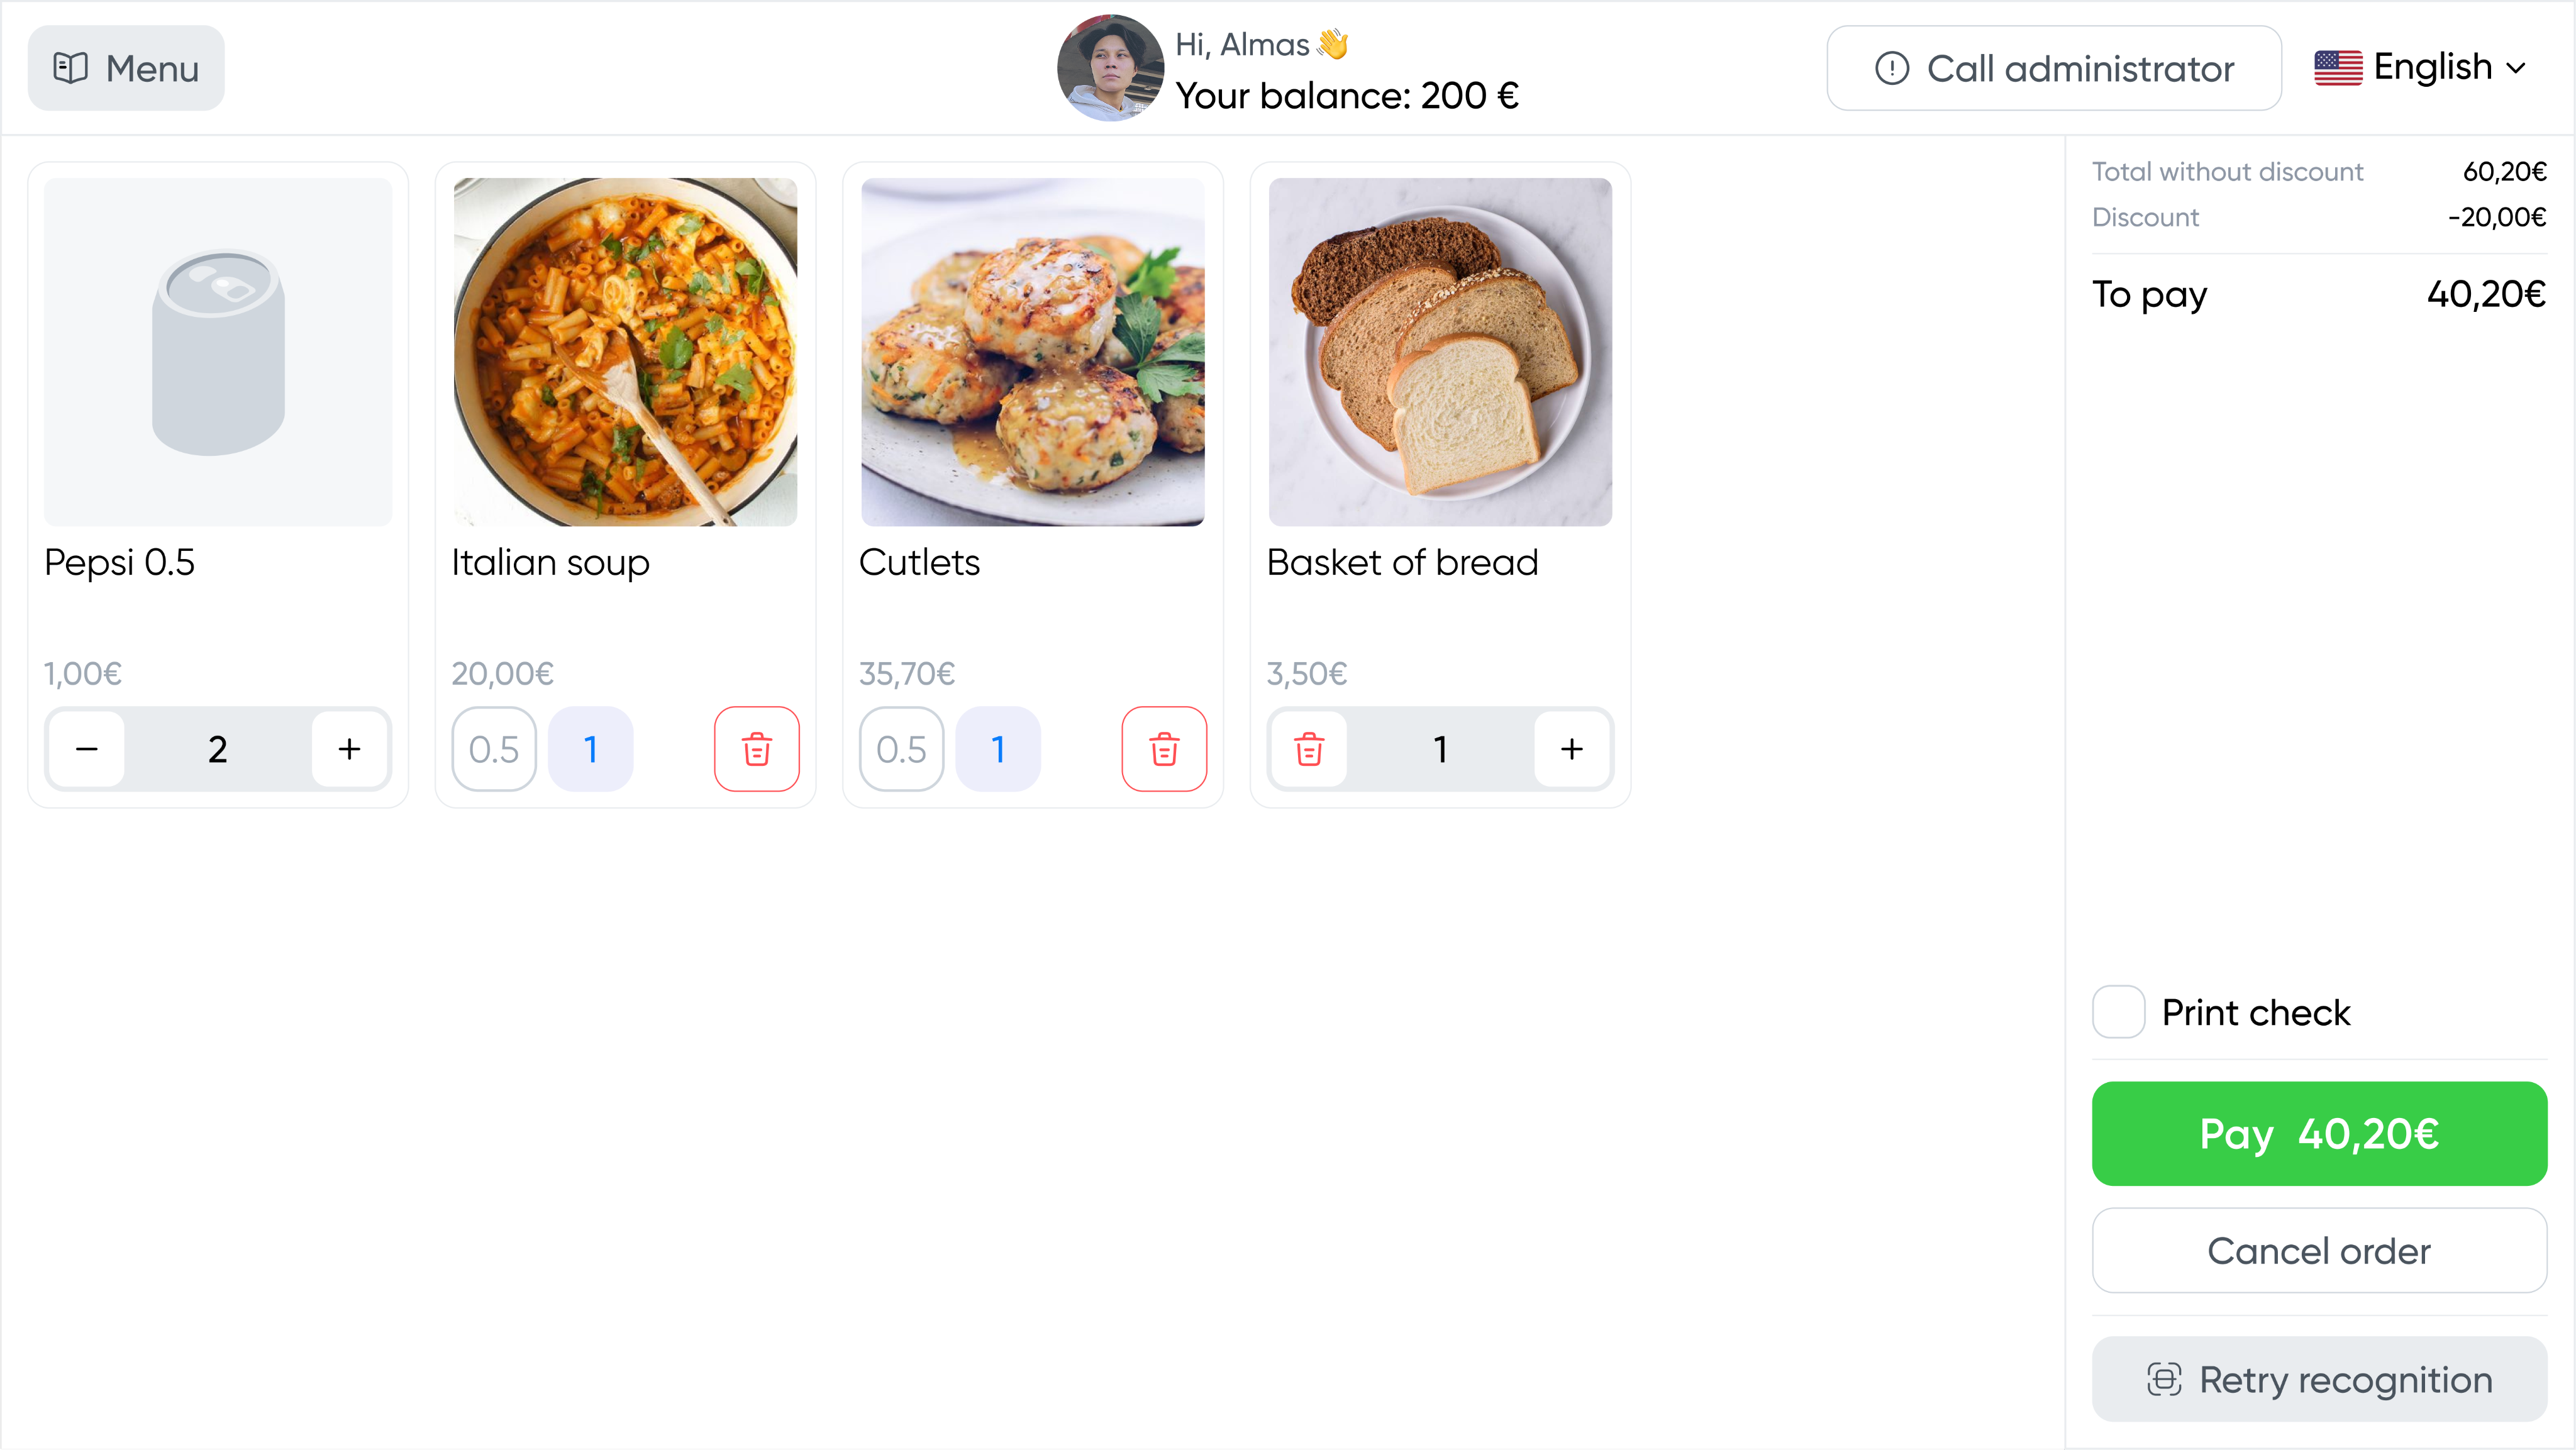 Menu
Hi, Almas👋
Your balance: 200 €
Call administrator
English
Pepsi 0.5
1,00€
2
Italian soup
20,00€
0.5
1
Cutlets
35,70€
0.5
1
Basket of bread
3,50€
1
Total without discount 60,20€
Discount -20,00€
To pay 40,20€
Print check
Pay 40,20€
Cancel order
Retry recognition